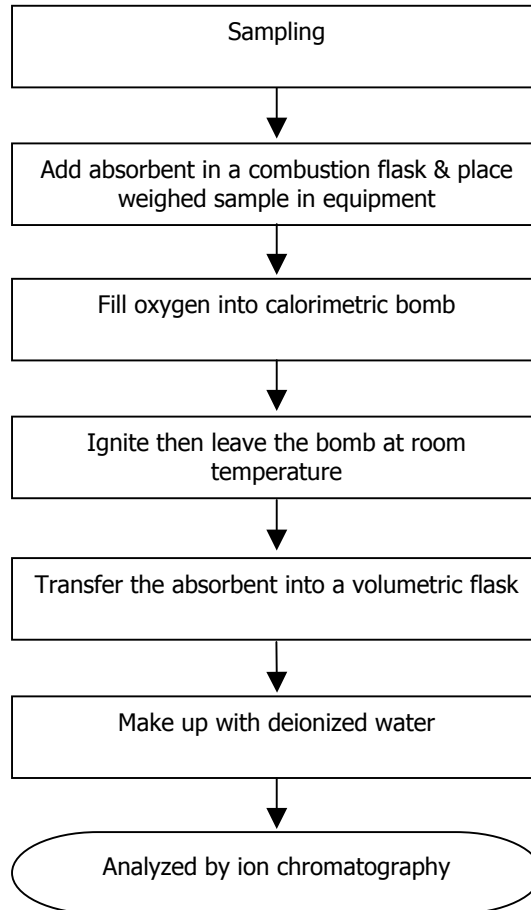 Sampling
Add absorbent in a combustion flask & place
weighed sample in equipment
Fill oxygen into calorimetric bomb
Ignite then leave the bomb at room
temperature
Transfer the absorbent into a volumetric flask
Make up with deionized water
Analyzed by ion chromatography